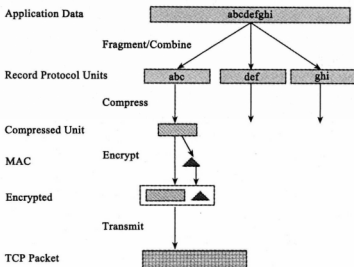 Application Data
abcdefghi
Fragment/Combine
Record Protocol Units
abc
def
ghi
Compress
Compressed Unit
MAC
Encrypt
Encrypted
Transmit
TCP Packet